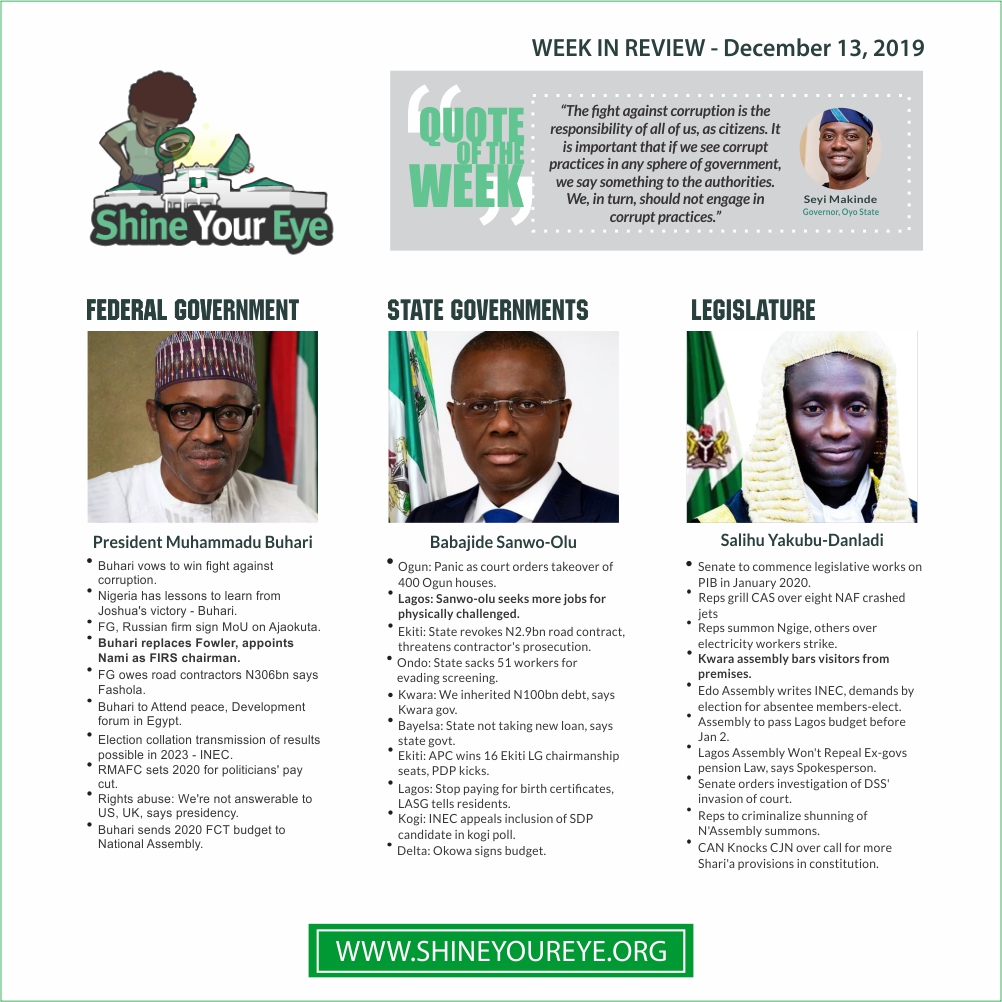 WEEK IN REVIEW - December 13, 2019
Shine Your Eye
QUOTE
OF THE
WEEK
“The fight against corruption is the
responsibility of all of us, as citizens. It
is important that if we see corrupt
practices in any sphere of government,
we say something to the authorities.
We, in turn, should not engage in
corrupt practices.”
Seyi Makinde
Governor, Oyo State
FEDERAL GOVERNMENT
President Muhammadu Buhari
• Buhari vows to win fight against
corruption.
• Nigeria has lessons to learn from
Joshua's victory - Buhari.
• FG, Russian firm sign MoU on Ajaokuta.
• Buhari replaces Fowler, appoints
Nami as FIRS chairman.
• FG owes road contractors N306bn says
Fashola.
• Buhari to Attend peace, Development
forum in Egypt.
• Election collation transmission of results
possible in 2023 - INEC.
• RMAFC sets 2020 for politicians' pay
cut.
• Rights abuse: We're not answerable to
US, UK, says presidency.
• Buhari sends 2020 FCT budget to
National Assembly.
STATE GOVERNMENTS
Babajide Sanwo-Olu
• Ogun: Panic as court orders takeover of
400 Ogun houses.
• Lagos: Sanwo-olu seeks more jobs for
physically challenged.
• Ekiti: State revokes N2.9bn road contract,
threatens contractor's prosecution.
• Ondo: State sacks 51 workers for
evading screening.
• Kwara: We inherited N100bn debt, says
Kwara gov.
• Bayelsa: State not taking new loan, says
state govt.
• Ekiti: APC wins 16 Ekiti LG chairmanship
seats, PDP kicks.
• Lagos: Stop paying for birth certificates,
LASG tells residents.
• Kogi: INEC appeals inclusion of SDP
candidate in kogi poll.
• Delta: Okowa signs budget.
LEGISLATURE
Salihu Yakubu-Danladi
• Senate to commence legislative works on
PIB in January 2020.
• Reps grill CAS over eight NAF crashed
jets
• Reps summon Ngige, others over
electricity workers strike.
• Kwara assembly bars visitors from
premises.
• Edo Assembly writes INEC, demands by
election for absentee members-elect.
• Assembly to pass Lagos budget before
Jan 2.
• Lagos Assembly Won't Repeal Ex-govs
pension Law, says Spokesperson.
• Senate orders investigation of DSS'
invasion of court.
• Reps to criminalize shunning of
N'Assembly summons.
• CAN Knocks CJN over call for more
Shari'a provisions in constitution.
WWW.SHINEYOUREYE.ORG